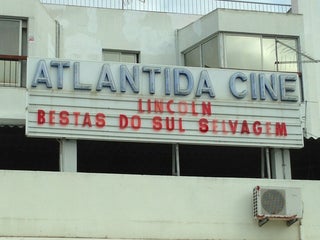 ATLANTIDA CINE
LINCOLN
BESTAS DO SUL SELVAGEM